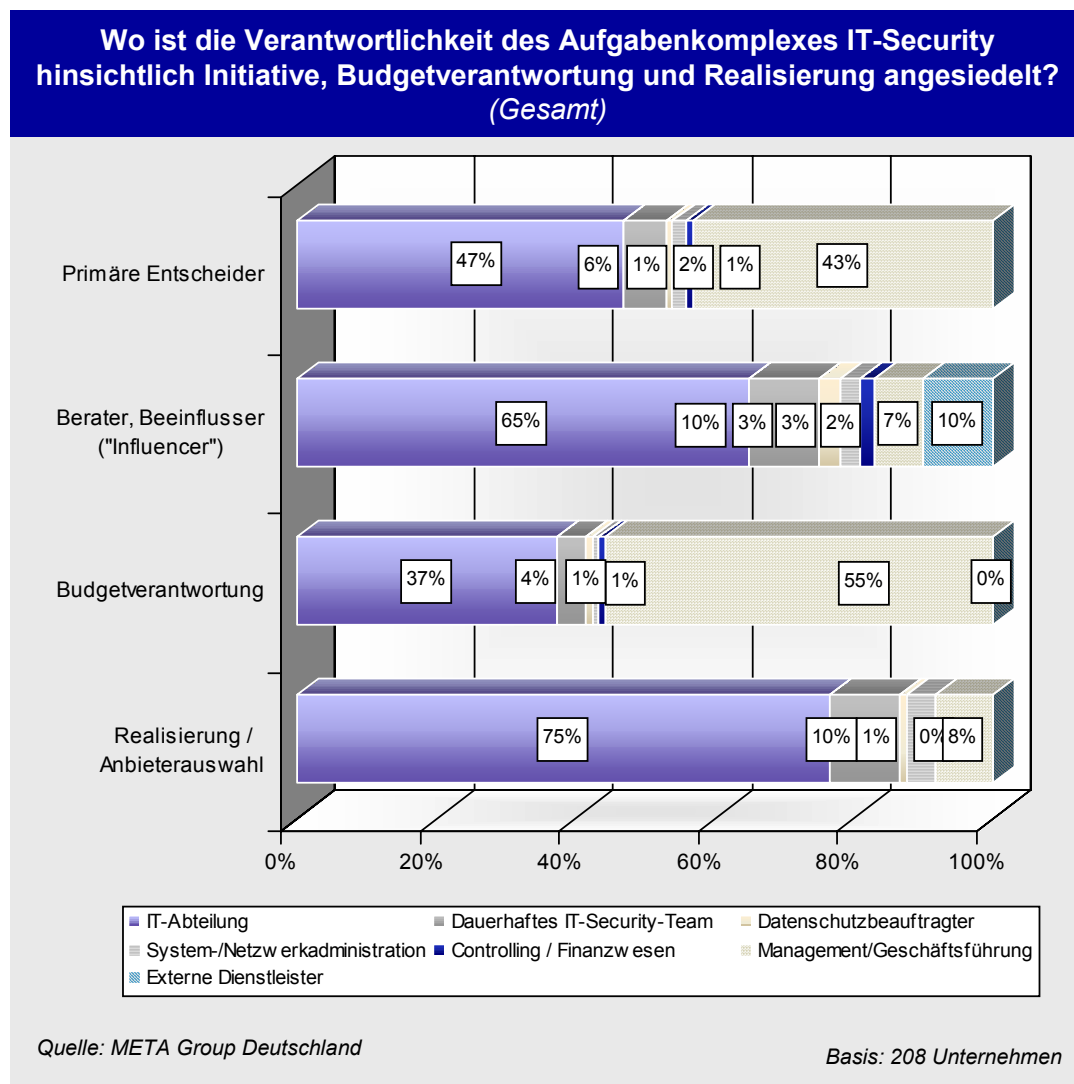 Wo ist die Verantwortlichkeit des Aufgabenkomplexes IT-Security
hinsichtlich Initiative, Budgetverantwortung und Realisierung angesiedelt?
(Gesamt)
Primäre Entscheider
47% 6% 1% 2% 1% 43%
Berater, Beeinflusser
("Influencer")
65% 10% 3% 3% 2% 7% 10%
Budgetverantwortung
37% 4% 1% 1% 55% 0%
Realisierung /
Anbieterauswahl
75% 10% 1% 0% 8%
0% 20% 40% 60% 80% 100%
IT-Abteilung Dauerhaftes IT-Security-Team Datenschutzbeauftragter
System-/Netzw erkadministration Controlling / Finanzw esen Management/Geschäftsführung
Externe Dienstleister
Quelle: META Group Deutschland
Basis: 208 Unternehmen